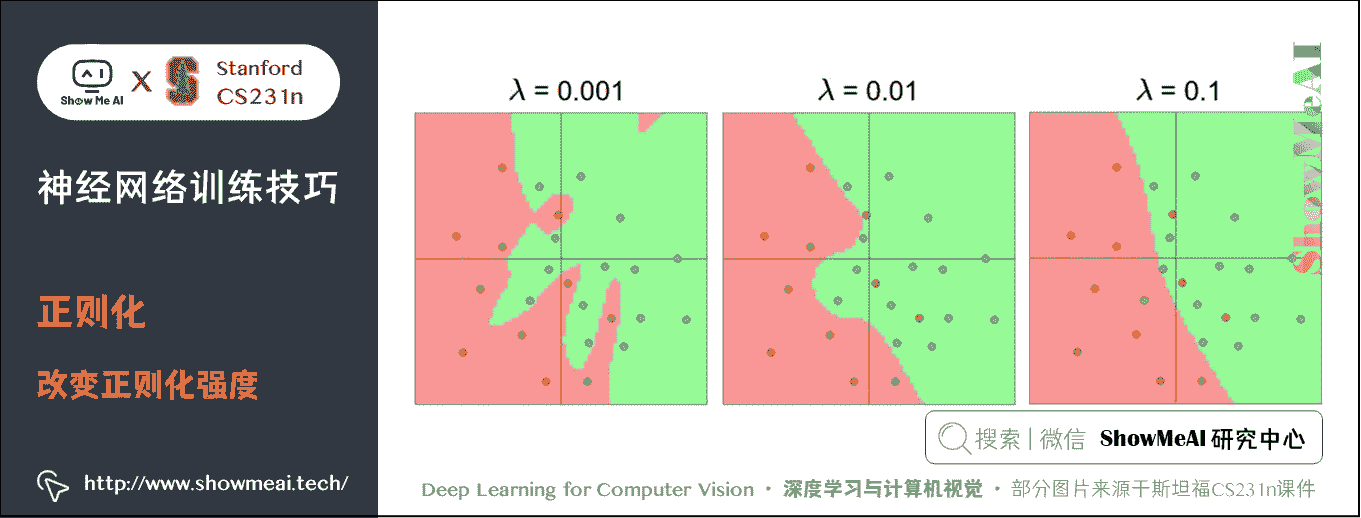 Show Me AI
X
Stanford
CS231n
神经网络训练技巧
正则化
改变正则化强度
http://www.showmeai.tech/
λ = 0.001
λ = 0.01
λ = 0.1
ShowMeAI
搜索 | 微信 ShowMeAI 研究中心
Deep Learning for Computer Vision · 深度学习与计算机视觉 · 部分图片来源于斯坦福CS231n课件